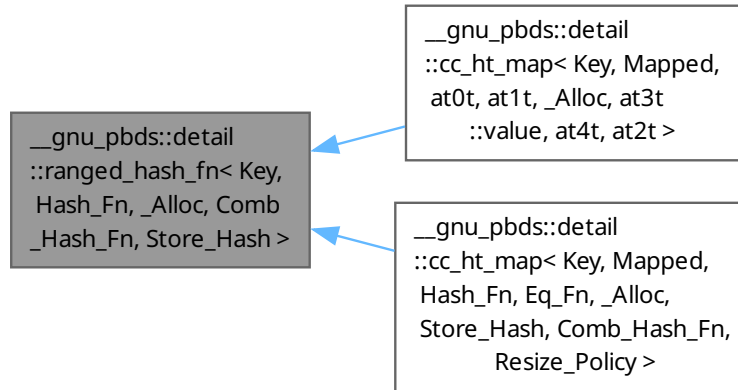 __gnu_pbds::detail
::ranged_hash_fn< Key,
Hash_Fn, _Alloc, Comb
_Hash_Fn, Store_Hash >
__gnu_pbds::detail
::cc_ht_map< Key, Mapped,
at0t, at1t, _Alloc, at3t
::value, at4t, at2t >
__gnu_pbds::detail
::cc_ht_map< Key, Mapped,
Hash_Fn, Eq_Fn, _Alloc,
Store_Hash, Comb_Hash_Fn,
Resize_Policy >